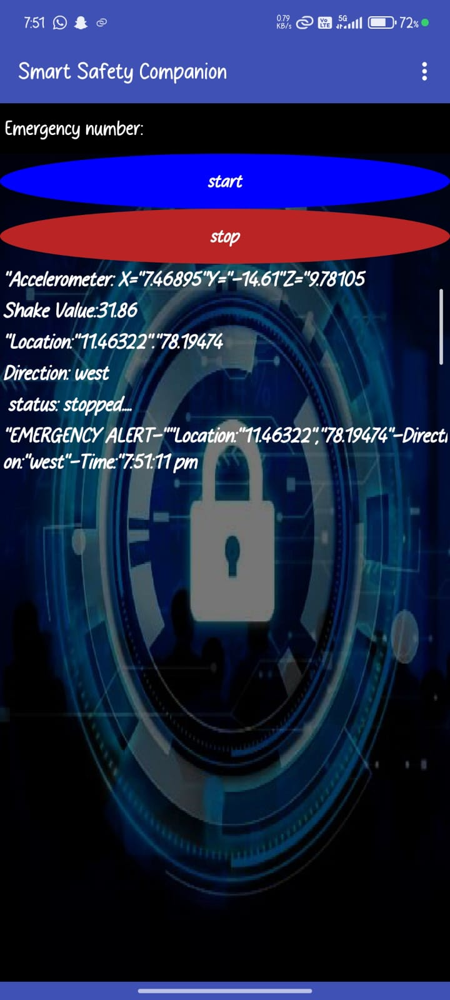 7:51
0.79 KB/s
Vo LTE
5G
72%
Smart Safety Companion
Emergency number:
start
stop
"Accelerometer: X="7.46895"Y="-14.61"Z="9.78105
Shake Value:31.86
"Location:"11.46322"."78.19474
Direction: west
status: stopped....
"EMERGENCY ALERT-""Location:"11.46322","78.19474"-Directi
on:"west"-Time:"7:51:11 pm